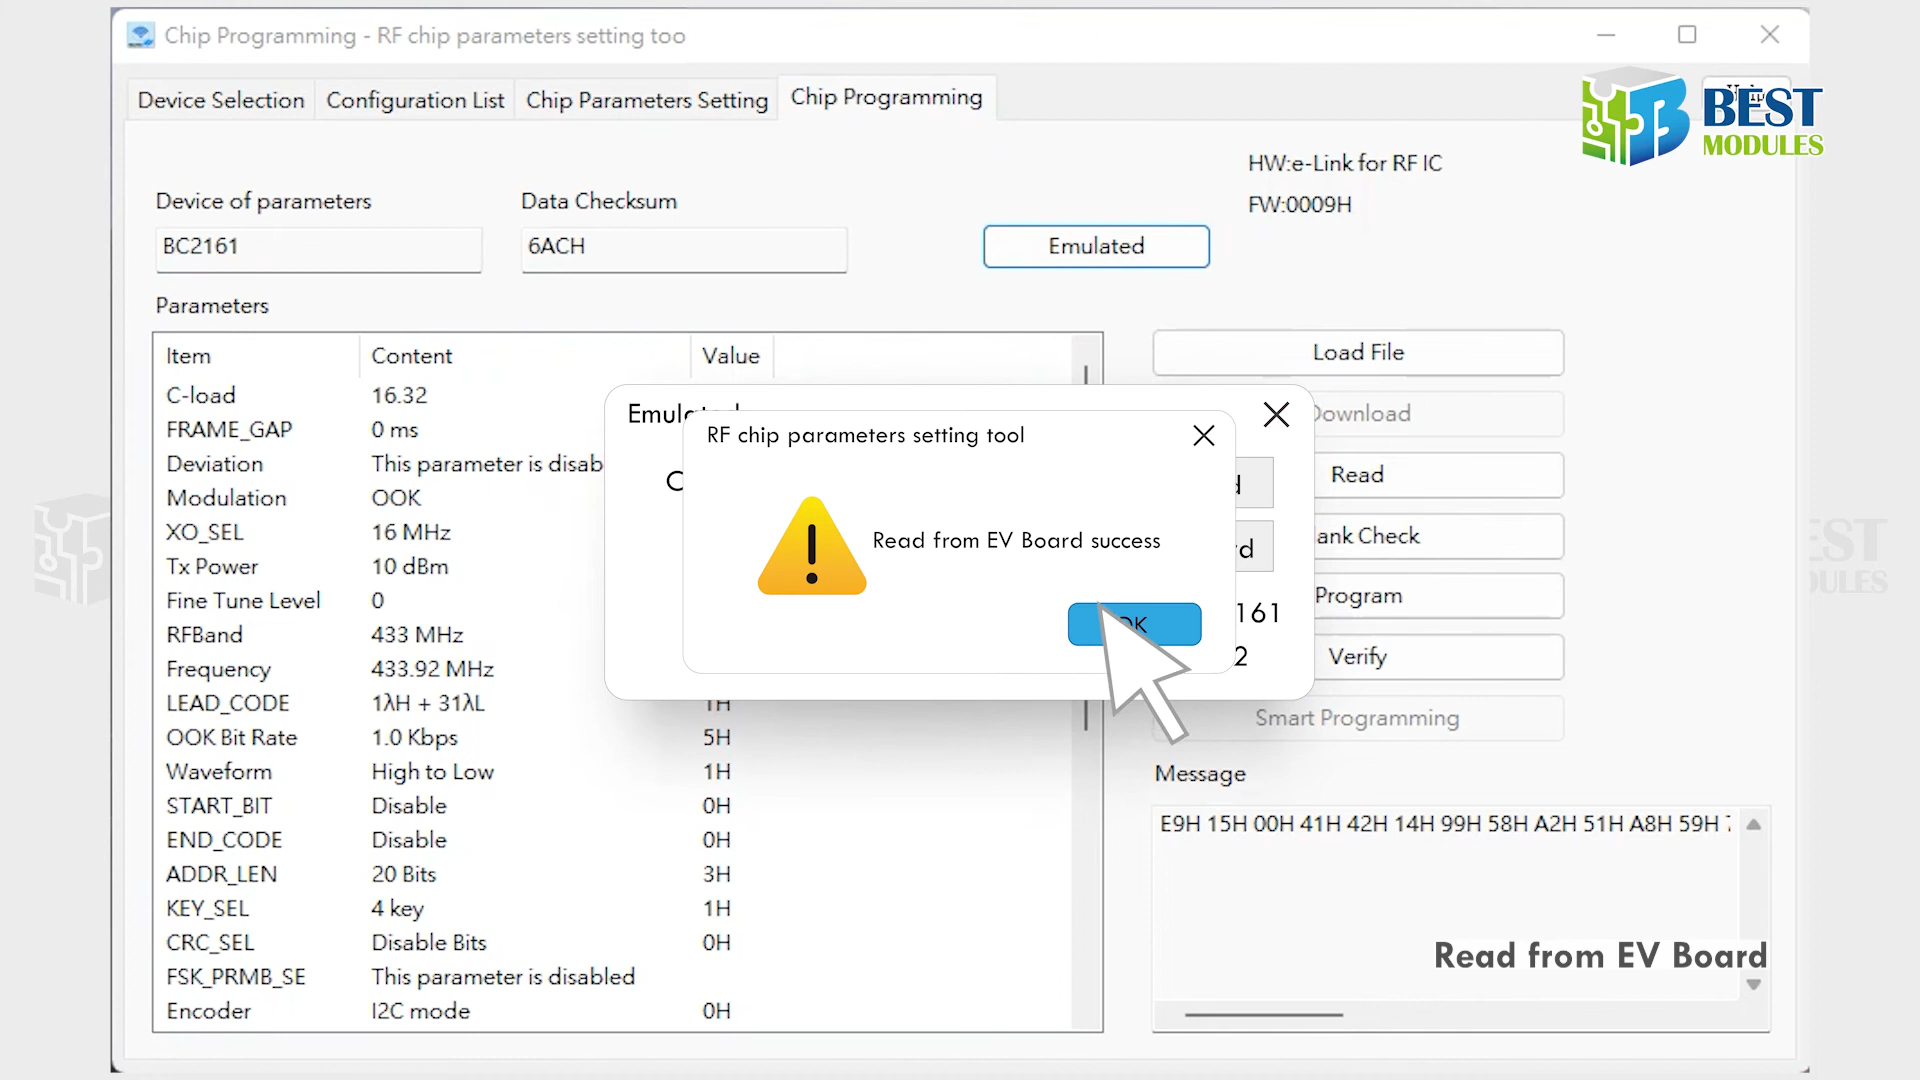 Chip Programming - RF chip parameters setting too
Device Selection
Configuration List
Chip Parameters Setting
Chip Programming
BEST
MODULES
HW:e-Link for RF IC
FW:0009H
Device of parameters
Data Checksum
BC2161
6ACH
Emulated
Parameters
Item Content Value
C-load 16.32
FRAME_GAP 0 ms
Deviation This parameter is disab
Modulation OOK
XO_SEL 16 MHz
Tx Power 10 dBm
Fine Tune Level 0
RFBand 433 MHz
Frequency 433.92 MHz
LEAD_CODE 1λH + 31λL 1H
OOK Bit Rate 1.0 Kbps 5H
Waveform High to Low 1H
START_BIT Disable 0H
END_CODE Disable 0H
ADDR_LEN 20 Bits 3H
KEY_SEL 4 key 1H
CRC_SEL Disable Bits 0H
FSK_PRMB_SE This parameter is disabled
Encoder I2C mode 0H
RF chip parameters setting tool
Read from EV Board success
OK
161
2
Load File
Download
Read
ank Check
Program
Verify
Smart Programming
Message
E9H 15H 00H 41H 42H 14H 99H 58H A2H 51H A8H 59H
Read from EV Board